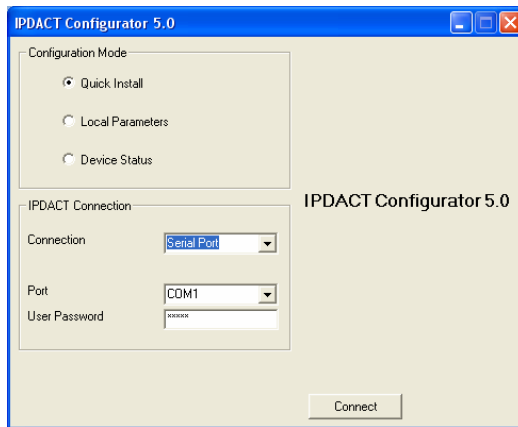 IPDACT Configurator 5.0
Configuration Mode
Quick Install
Local Parameters
Device Status
IPDACT Connection
IPDACT Configurator 5.0
Connection
Serial Port
Port
COM1
User Password
*****
Connect